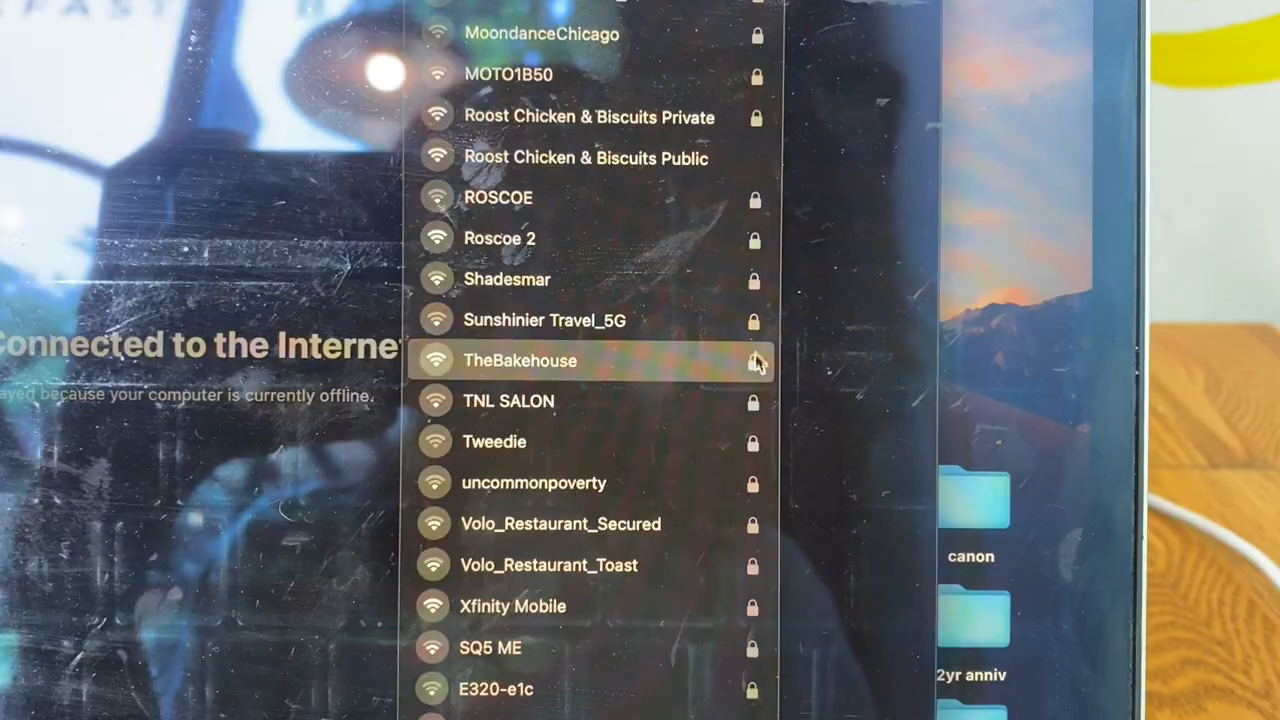 MoondanceChicago
MOTO1B50
Roost Chicken & Biscuits Private
Roost Chicken & Biscuits Public
ROSCOE
Roscoe 2
Shadesmar
Sunshinier Travel_5G
Connected to the Interne
TheBakehouse
ayed because your computer is currently offline.
TNL SALON
Tweedie
uncommonpoverty
Volo_Restaurant_Secured
canon
Volo_Restaurant_Toast
Xfinity Mobile
SQ5 ME
2yr anniv
E320-e1c